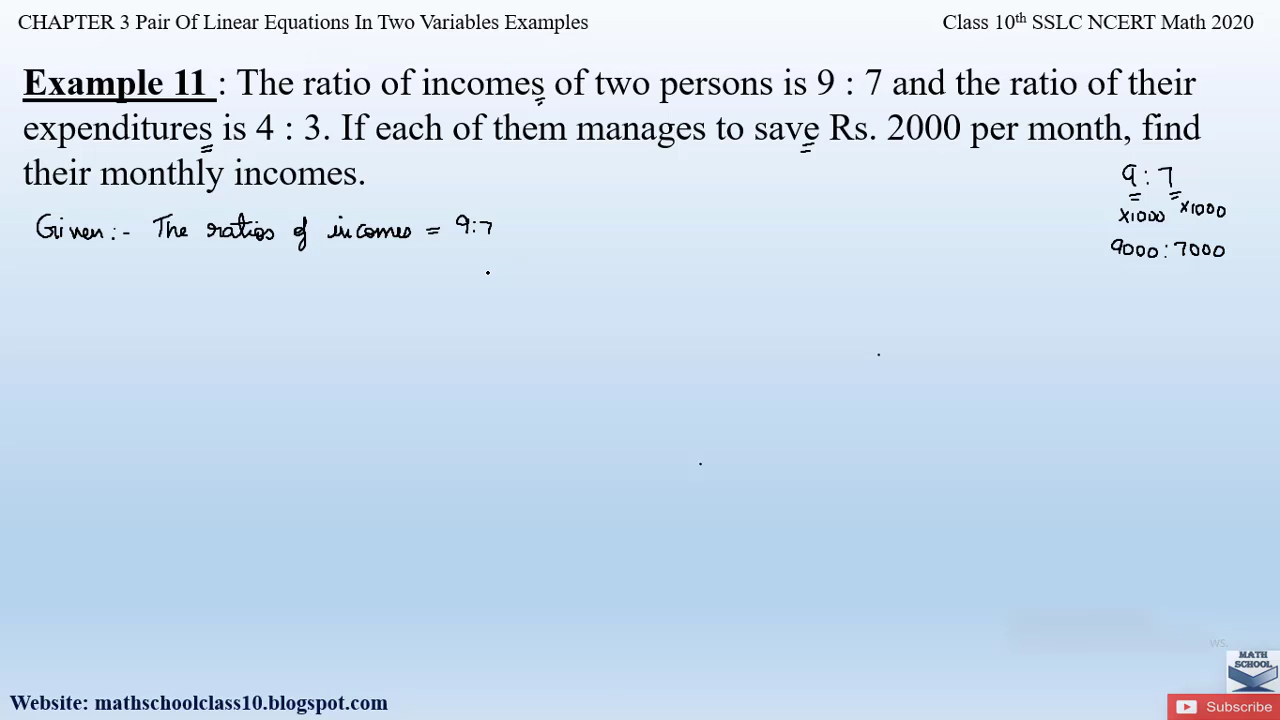 CHAPTER 3 Pair Of Linear Equations In Two Variables Examples
Class 10th SSLC NCERT Math 2020
Example 11 : The ratio of incomes of two persons is 9 : 7 and the ratio of their
expenditures is 4 : 3. If each of them manages to save Rs. 2000 per month, find
their monthly incomes.
9 : 7
×1000 ×1000
9000 : 7000
Given :- The ratios of incomes = 9:7
WS.
MATH
SCHOOL
Website: mathschoolclass10.blogspot.com
Subscribe